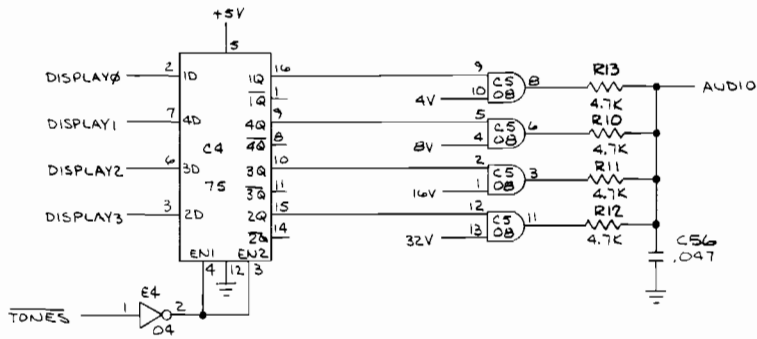 +5V
5
2 1D 1Q 16 9 C5 08 8 R13 AUDIO
DISPLAY0
1Q 1 10 4V 4.7K
DISPLAY1 7 4D 4Q 9 5 C5 08 6 R10
C4 4Q 8 4 8V 4.7K
DISPLAY2 6 3D 3Q 10 2 C5 08 3 R11
75 3Q 11 1 16V 4.7K
DISPLAY3 3 2D 2Q 15 12 C5 08 11 R12
2Q 14 13 32V 4.7K
EN1 EN2
4 12 3
C56
.047
E4
TONES 1 2
04